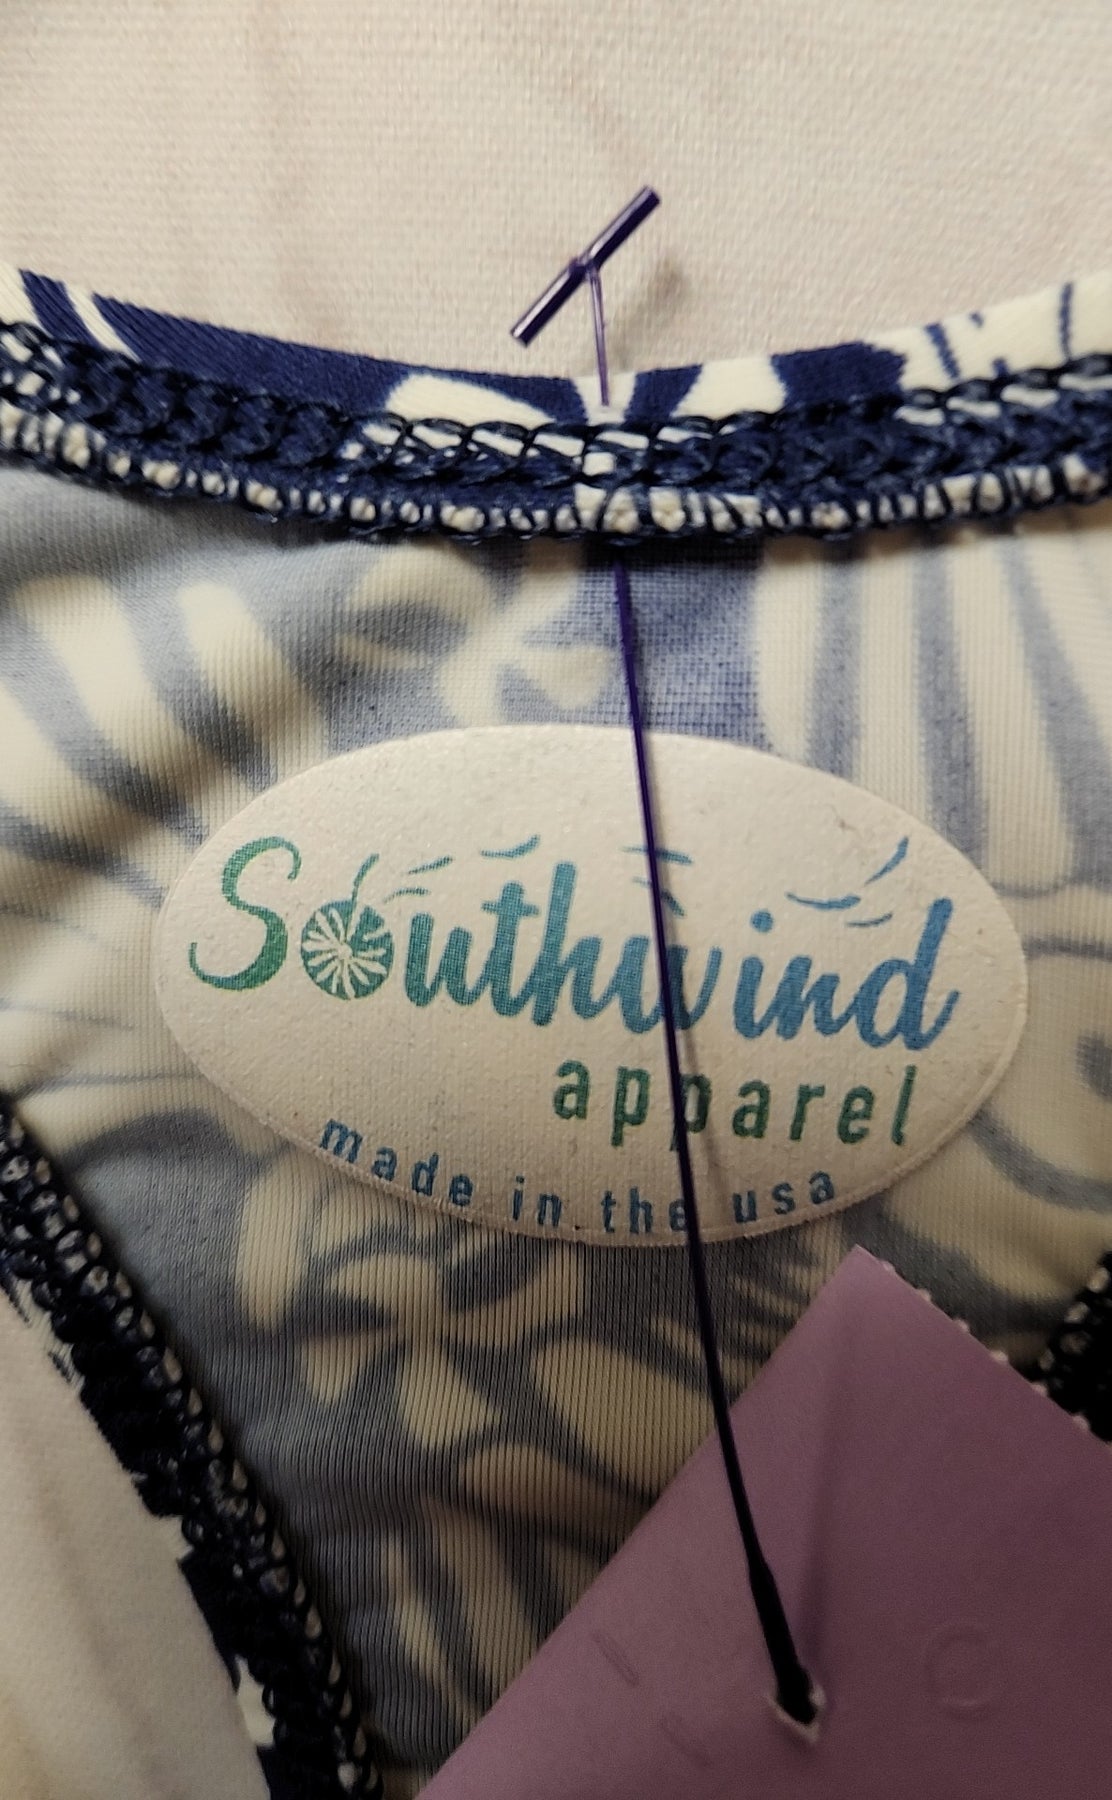 Southwind
apparel
made in the usa